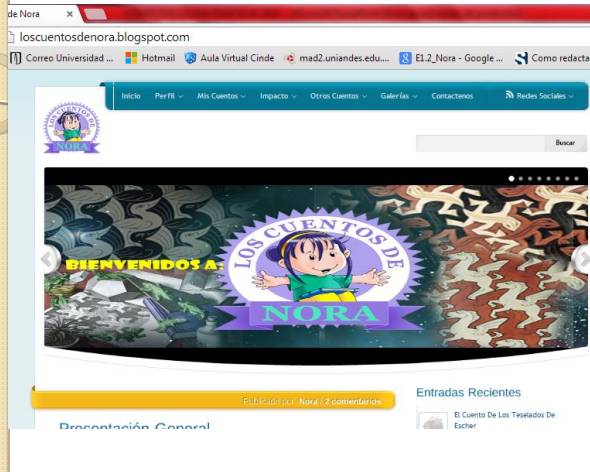 de Nora ×
loscuentosdenora.blogspot.com
Correo Universidad ... Hotmail Aula Virtual Cinde mad2.uniandes.edu.... E1.2_Nora - Google ... Como redacta
Inicio Perfil Mis Cuentos Impacto Otros Cuentos Galerías Contactenos Redes Sociales
LOS CUENTOS DE
NORA
Buscar
BIENVENIDOS A:
LOS CUENTOS DE
NORA
Publicado por Nora | 2 comentarios
Entradas Recientes
El Cuento De Los Teselados De
Escher
Presentación General